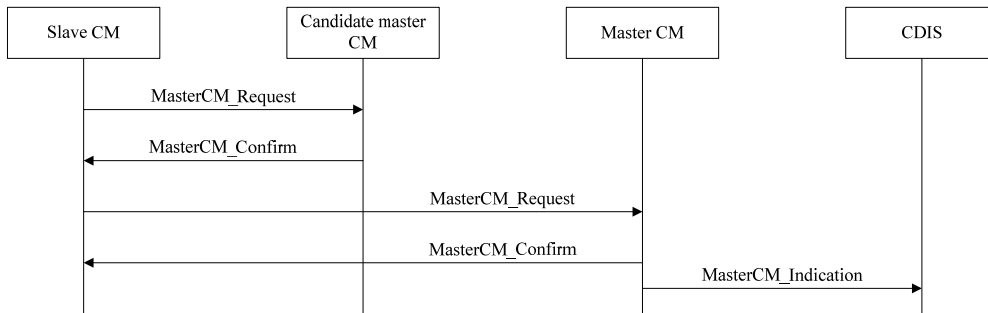 Slave CM
Candidate master
CM
Master CM
CDIS
MasterCM_Request
MasterCM_Confirm
MasterCM_Request
MasterCM_Confirm
MasterCM_Indication